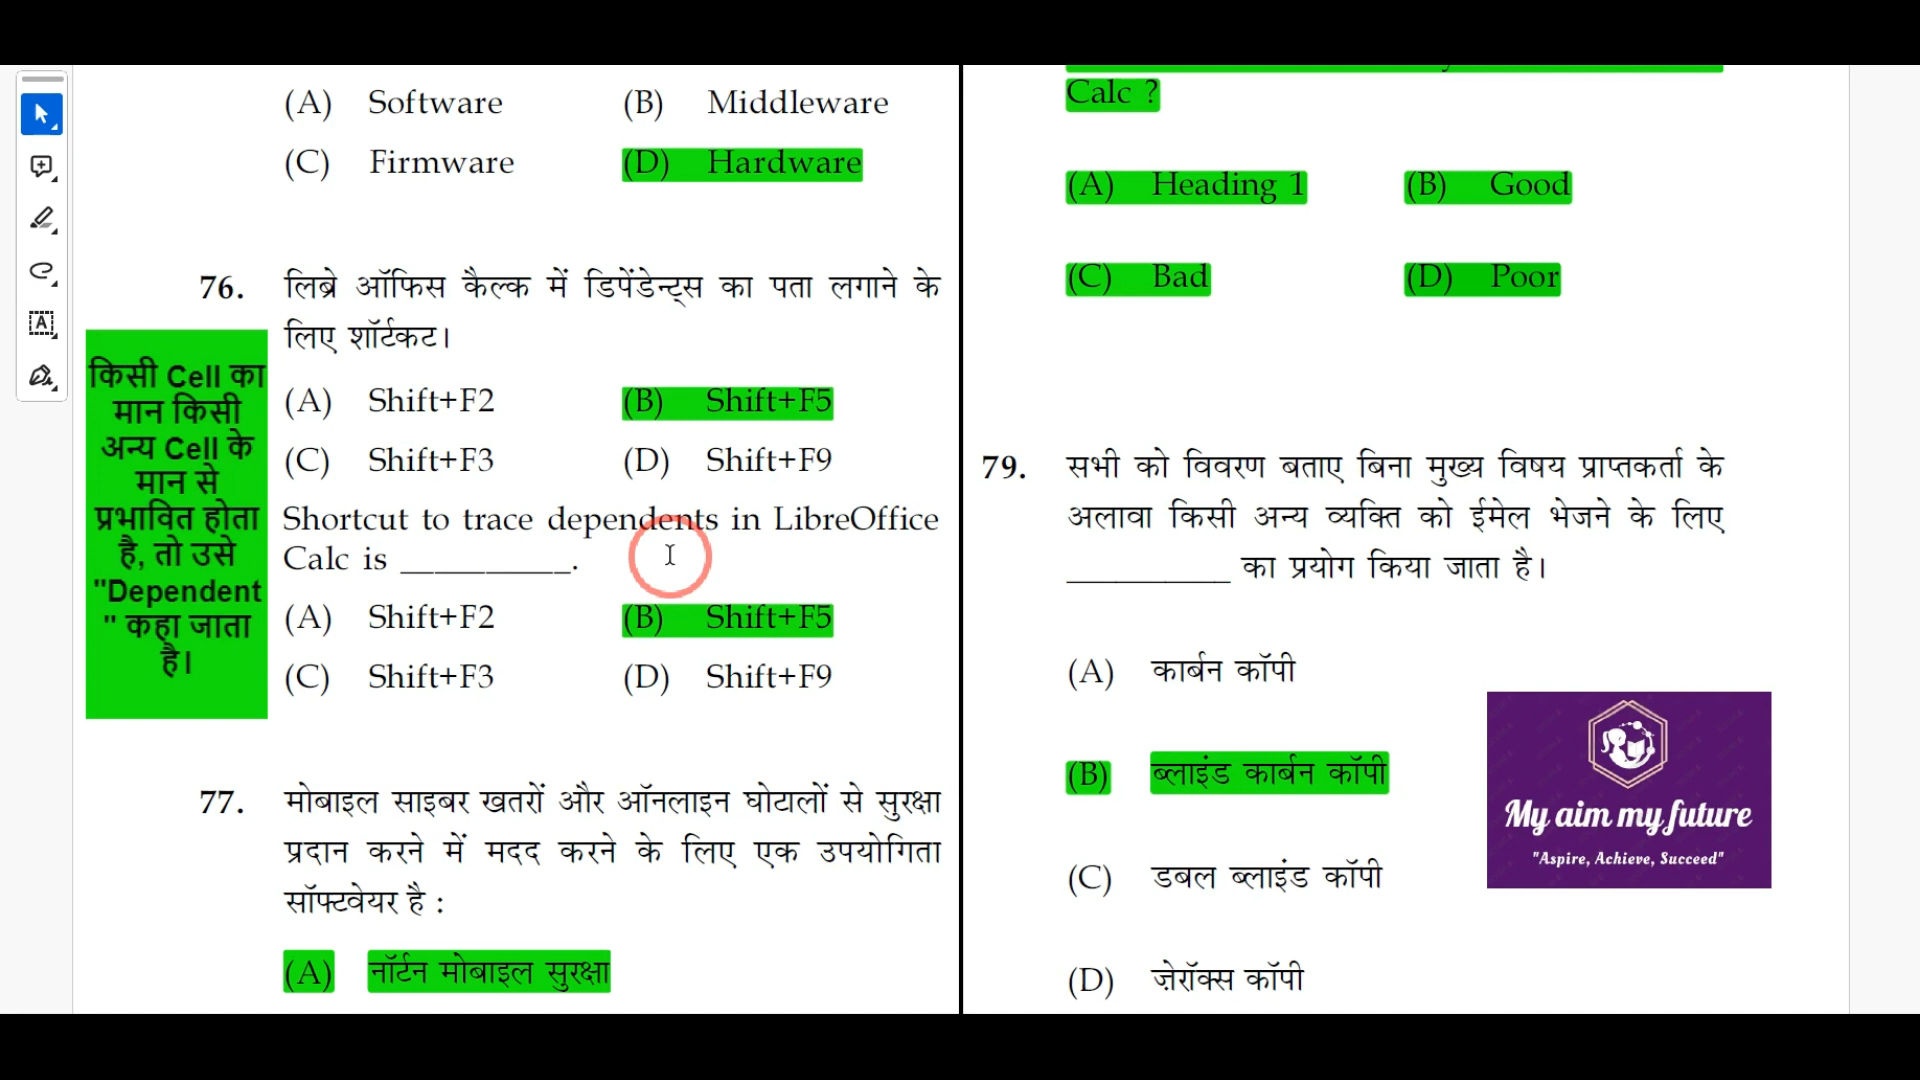 (A) Software (B) Middleware
(C) Firmware (D) Hardware
76. लिब्रे ऑफिस कैल्क में डिपेंडेन्ट्स का पता लगाने के
लिए शॉर्टकट।
(A) Shift+F2 (B) Shift+F5
(C) Shift+F3 (D) Shift+F9
Shortcut to trace dependents in LibreOffice
Calc is __________.
(A) Shift+F2 (B) Shift+F5
(C) Shift+F3 (D) Shift+F9
किसी Cell का
मान किसी
अन्य Cell के
मान से
प्रभावित होता
है, तो उसे
"Dependent
" कहा जाता
है।
77. मोबाइल साइबर खतरों और ऑनलाइन घोटालों से सुरक्षा
प्रदान करने में मदद करने के लिए एक उपयोगिता
सॉफ्टवेयर है :
(A) नॉर्टन मोबाइल सुरक्षा
Calc ?
(A) Heading 1 (B) Good
(C) Bad (D) Poor
79. सभी को विवरण बताए बिना मुख्य विषय प्राप्तकर्ता के
अलावा किसी अन्य व्यक्ति को ईमेल भेजने के लिए
__________ का प्रयोग किया जाता है।
(A) कार्बन कॉपी
(B) ब्लाइंड कार्बन कॉपी
(C) डबल ब्लाइंड कॉपी
(D) ज़ेरॉक्स कॉपी
My aim my future
"Aspire, Achieve, Succeed"